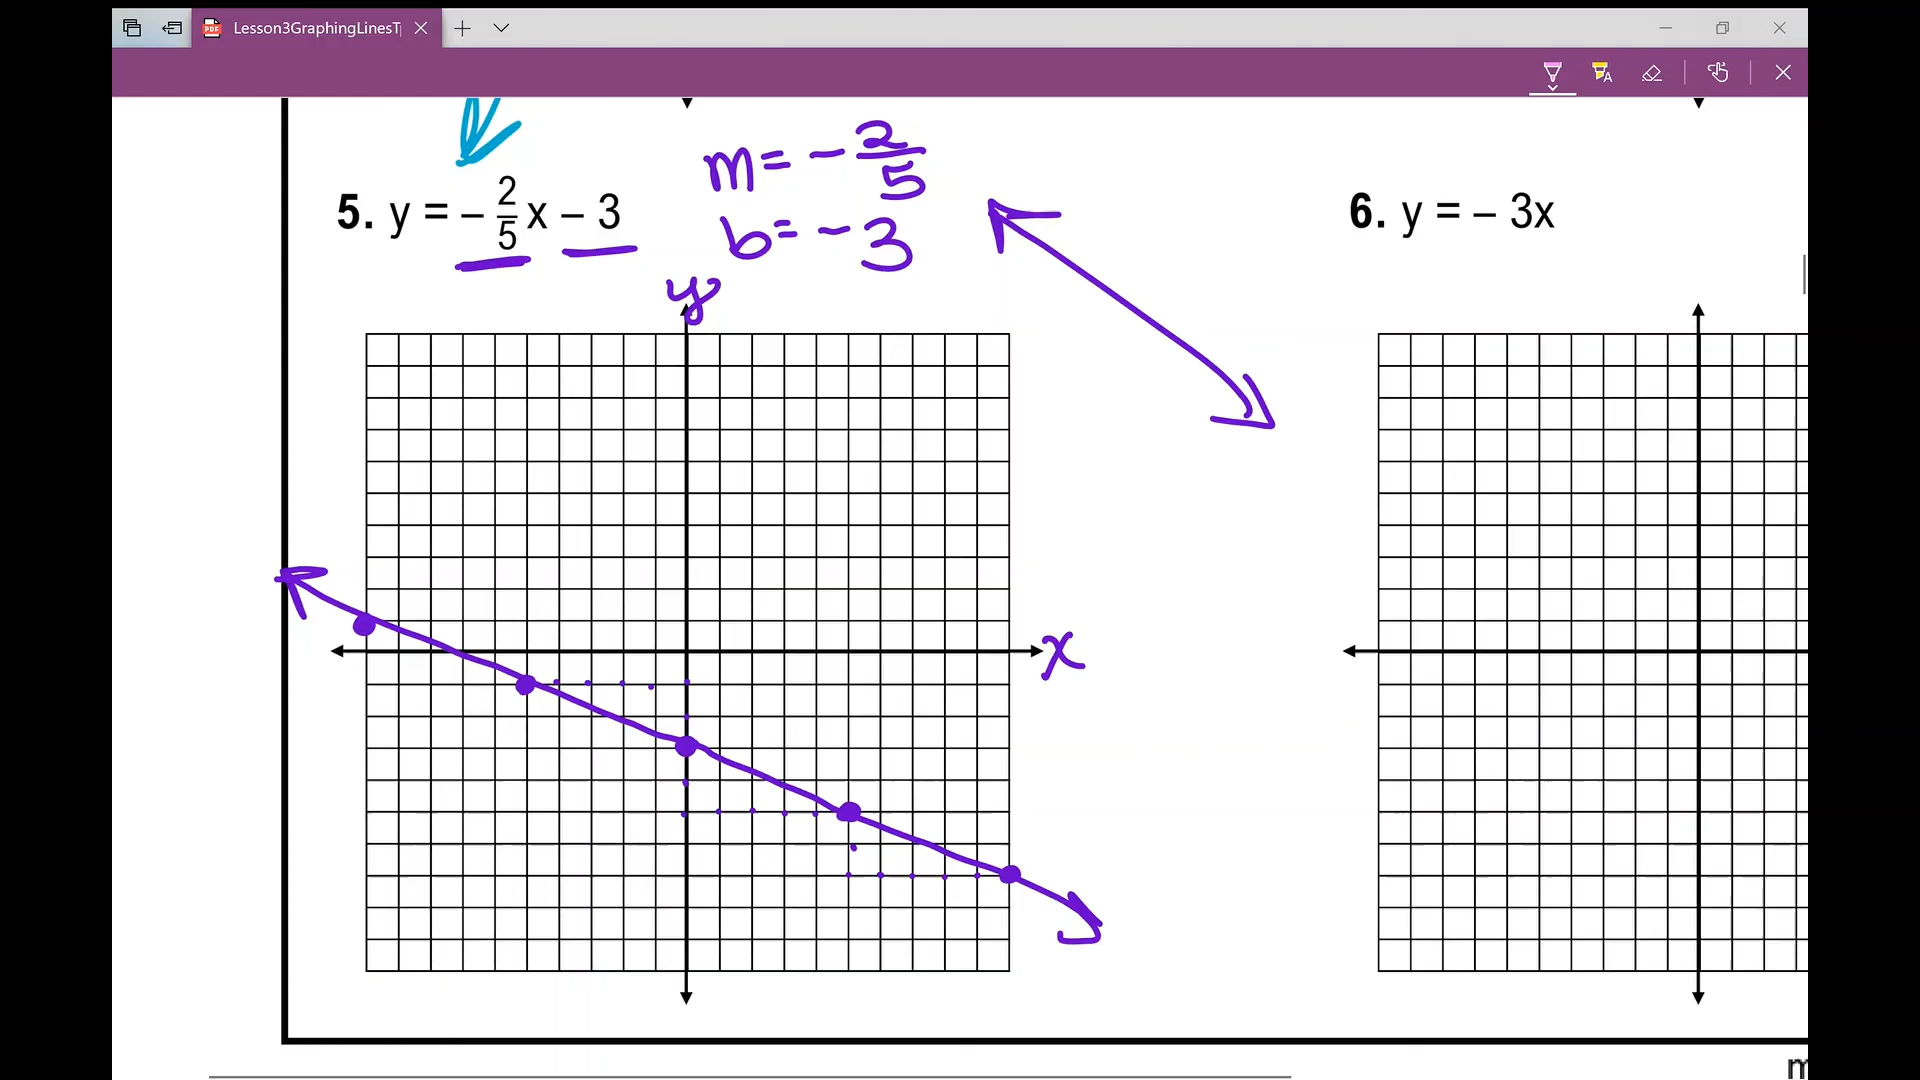 Lesson3GraphingLinesT
m = - 2/5
5. y = – 2/5 x – 3
b = - 3
6. y = – 3x
y
x
m